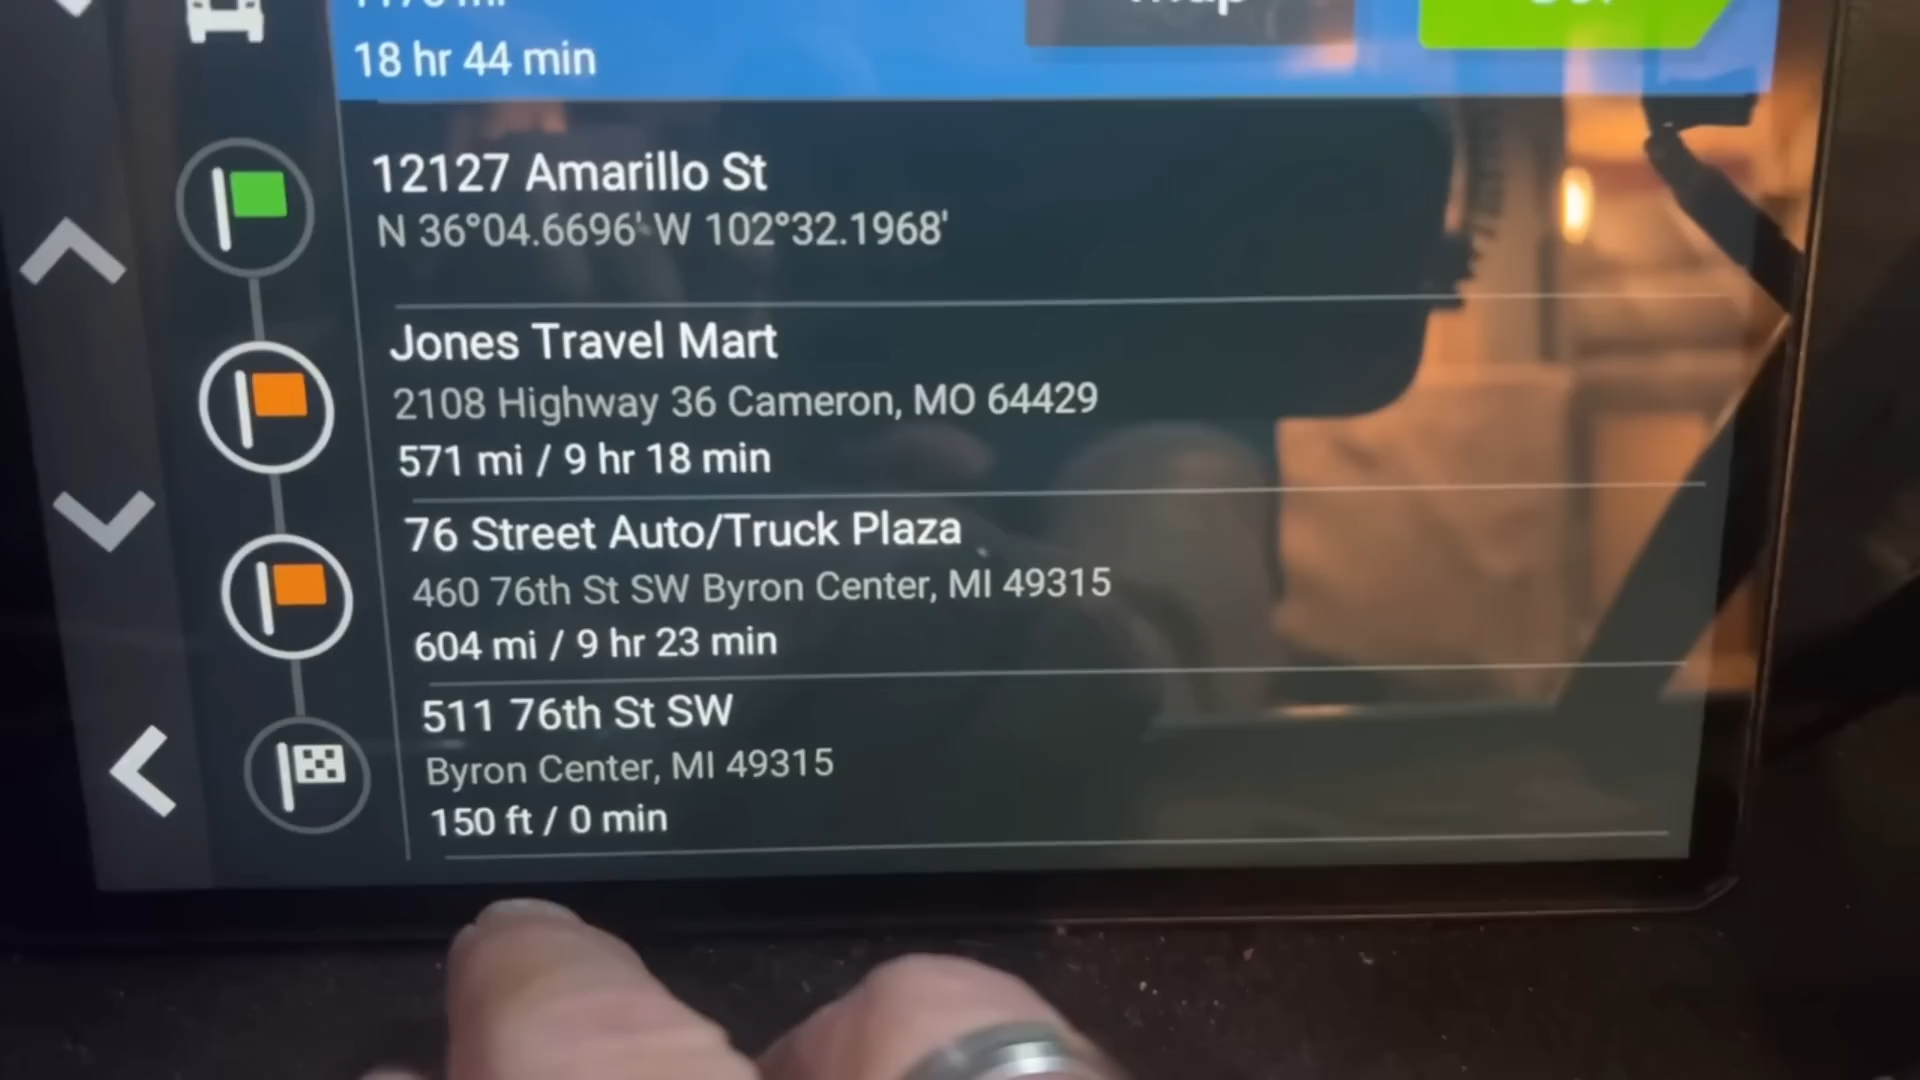 18 hr 44 min
12127 Amarillo St
N 36°04.6696' W 102°32.1968'
Jones Travel Mart
2108 Highway 36 Cameron, MO 64429
571 mi / 9 hr 18 min
76 Street Auto/Truck Plaza
460 76th St SW Byron Center, MI 49315
604 mi / 9 hr 23 min
511 76th St SW
Byron Center, MI 49315
150 ft / 0 min